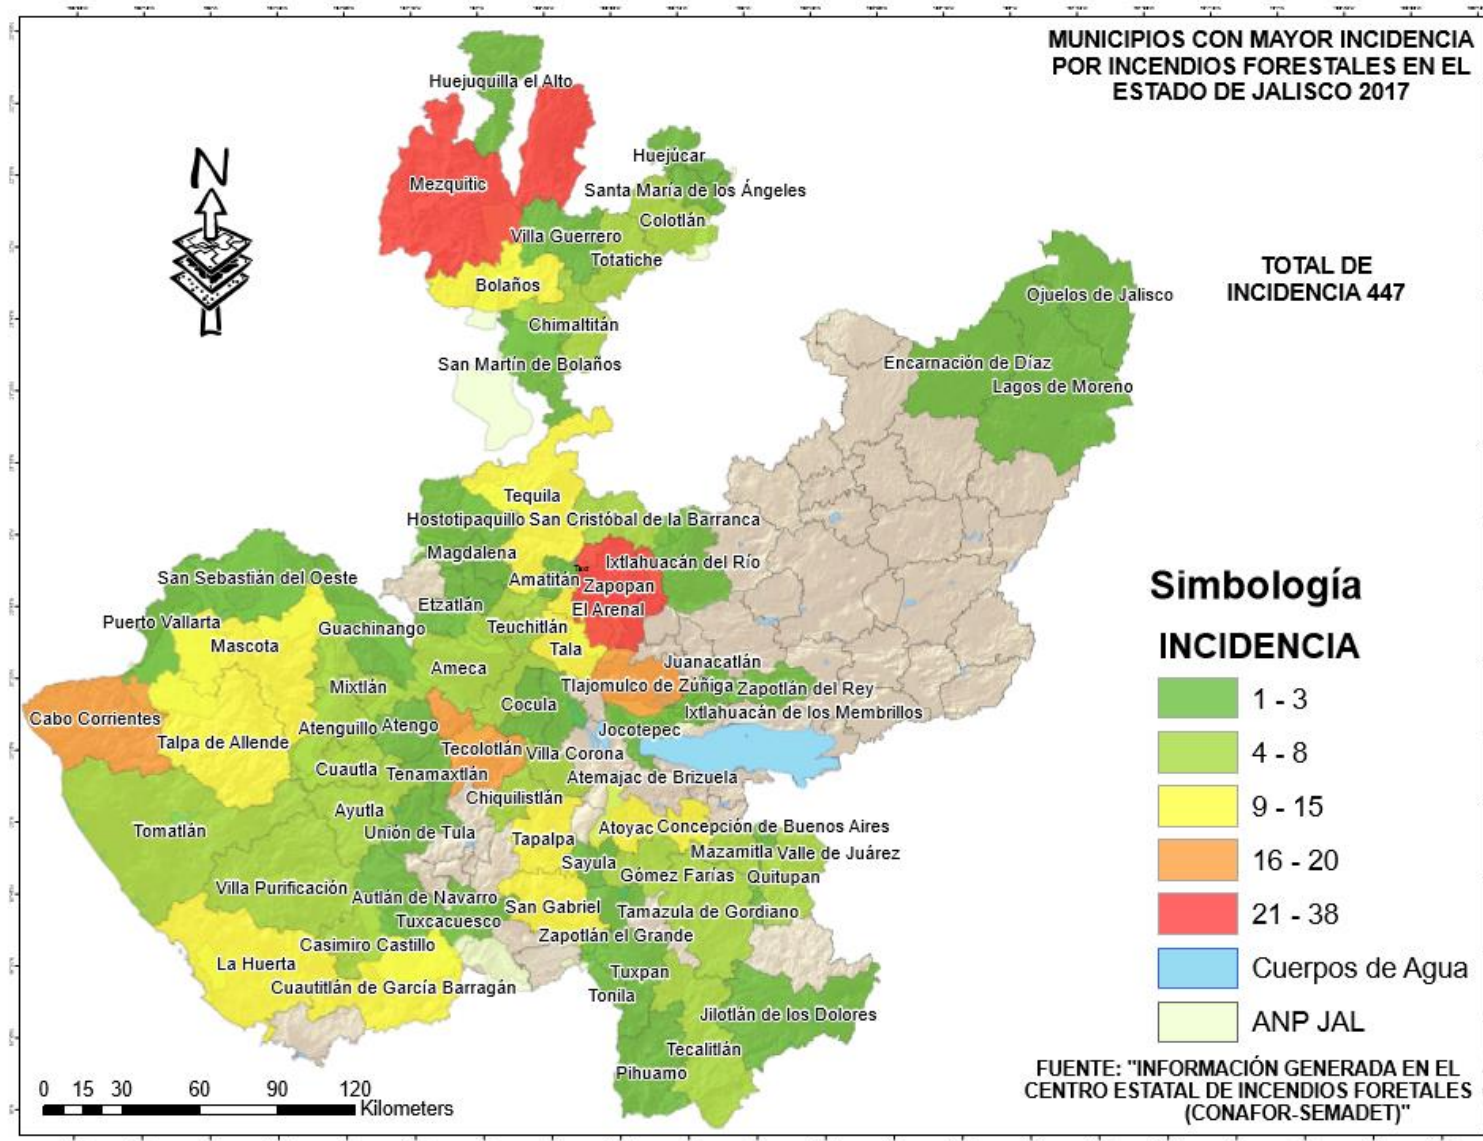 MUNICIPIOS CON MAYOR INCIDENCIA
POR INCENDIOS FORESTALES EN EL
ESTADO DE JALISCO 2017
TOTAL DE
INCIDENCIA 447
N
Huejuquilla el Alto
Huejúcar
Mezquitic
Santa María de los Ángeles
Colotlán
Villa Guerrero
Totatiche
Bolaños
Chimaltitán
San Martín de Bolaños
Ojuelos de Jalisco
Encarnación de Díaz
Lagos de Moreno
Tequila
Hostotipaquillo
San Cristóbal de la Barranca
Magdalena
Ixtlahuacán del Río
Amatitán
Zapopan
San Sebastián del Oeste
Etzatlán
El Arenal
Puerto Vallarta
Guachinango
Teuchitlán
Mascota
Tala
Ameca
Juanacatlán
Mixtlán
Tlajomulco de Zúñiga
Zapotlán del Rey
Cocula
Ixtlahuacán de los Membrillos
Cabo Corrientes
Atenguillo
Atengo
Jocotepec
Talpa de Allende
Tecolotlán
Villa Corona
Cuautla
Tenamaxtlán
Atemajac de Brizuela
Chiquilistlán
Ayutla
Tomatlán
Unión de Tula
Tapalpa
Atoyac
Concepción de Buenos Aires
Mazamitla
Valle de Juárez
Sayula
Gómez Farías
Quitupan
Villa Purificación
Autlán de Navarro
San Gabriel
Tamazula de Gordiano
Tuxcacuesco
Zapotlán el Grande
Casimiro Castillo
La Huerta
Tuxpan
Cuautitlán de García Barragán
Tonila
Jilotlán de los Dolores
Tecalitlán
Pihuamo
Simbología
INCIDENCIA
1 - 3
4 - 8
9 - 15
16 - 20
21 - 38
Cuerpos de Agua
ANP JAL
0 15 30 60 90 120
Kilometers
FUENTE: "INFORMACIÓN GENERADA EN EL
CENTRO ESTATAL DE INCENDIOS FORETALES
(CONAFOR-SEMADET)"